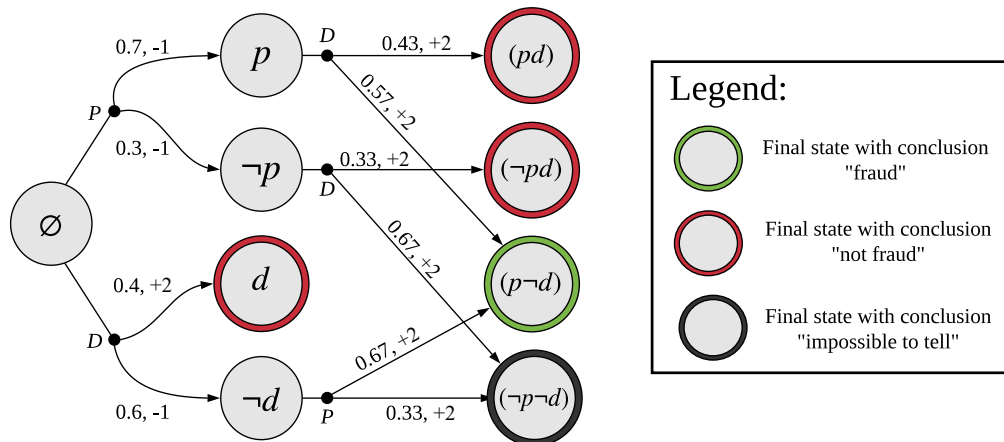 D
0.7, -1
p
0.43, +2
(pd)
P
0.57, +2
0.3, -1
¬p
0.33, +2
(¬pd)
D
∅
0.67, +2
0.4, +2
d
(p¬d)
D
0.67, +2
0.6, -1
¬d
P
0.33, +2
(¬p¬d)
Legend:
Final state with conclusion
"fraud"
Final state with conclusion
"not fraud"
Final state with conclusion
"impossible to tell"